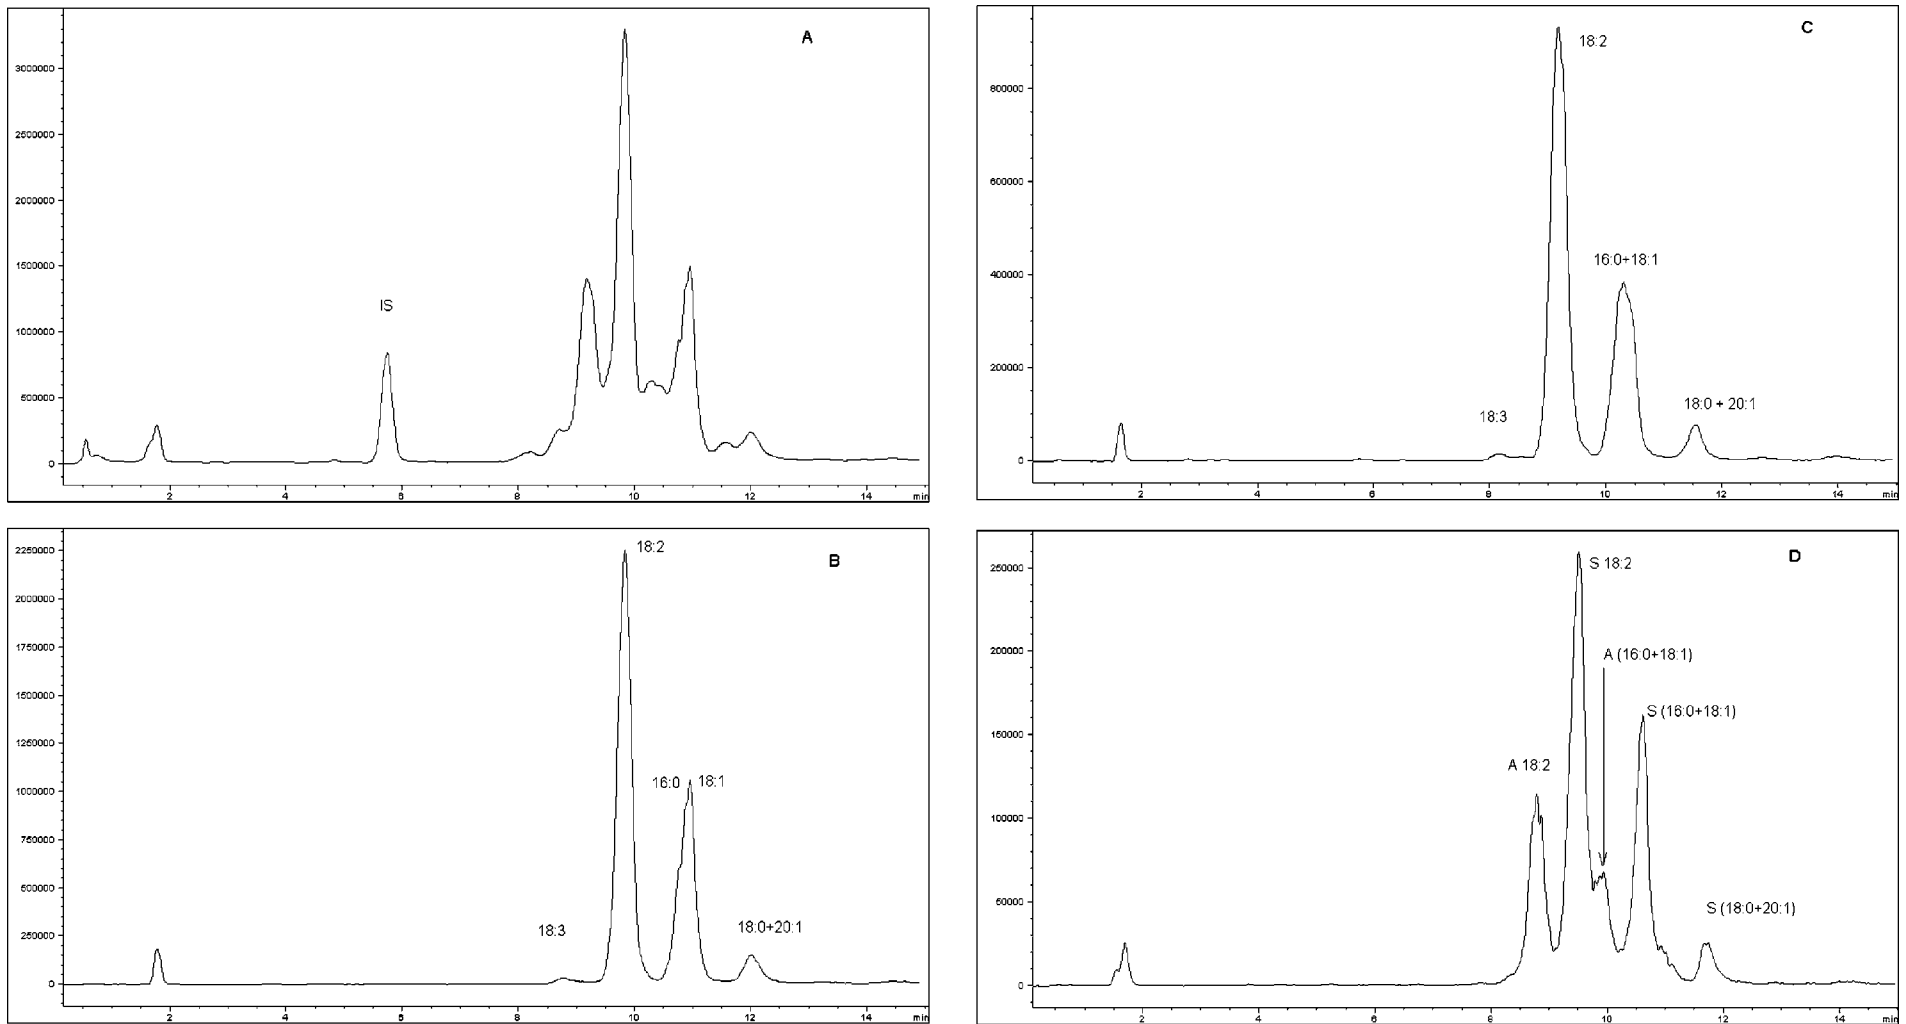 A
3000000
2500000
2000000
1500000
1000000
500000
0
IS
2 4 6 8 10 12 14 min
C
18:2
800000
600000
16:0+18:1
400000
200000
18:3
18:0 + 20:1
0
2 4 6 8 10 12 14 min
B
18:2
2250000
2000000
1750000
1500000
1250000
1000000
16:0 18:1
750000
500000
250000
18:3
18:0+20:1
0
2 4 6 8 10 12 14 min
D
S 18:2
250000
200000
A (16:0+18:1)
S (16:0+18:1)
150000
A 18:2
100000
50000
S (18:0+20:1)
0
2 4 6 8 10 12 14 min